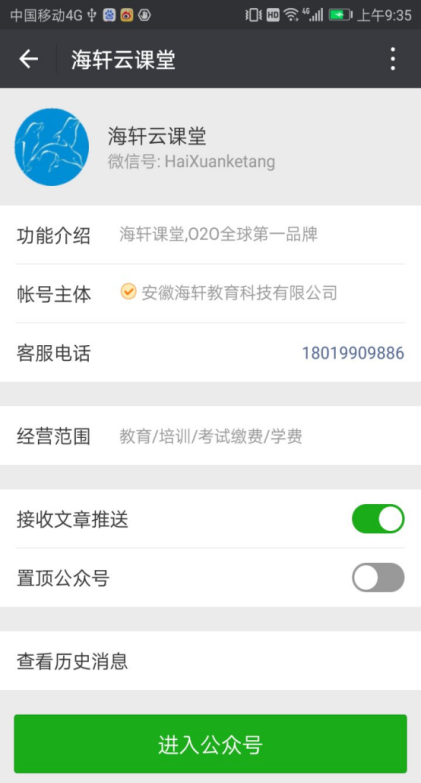 中国移动4G HD 46 上午9:35
海轩云课堂
海轩云课堂
微信号: HaiXuanketang
功能介绍 海轩课堂,O2O全球第一品牌
帐号主体 安徽海轩教育科技有限公司
客服电话 18019909886
经营范围 教育/培训/考试缴费/学费
接收文章推送
置顶公众号
查看历史消息
进入公众号